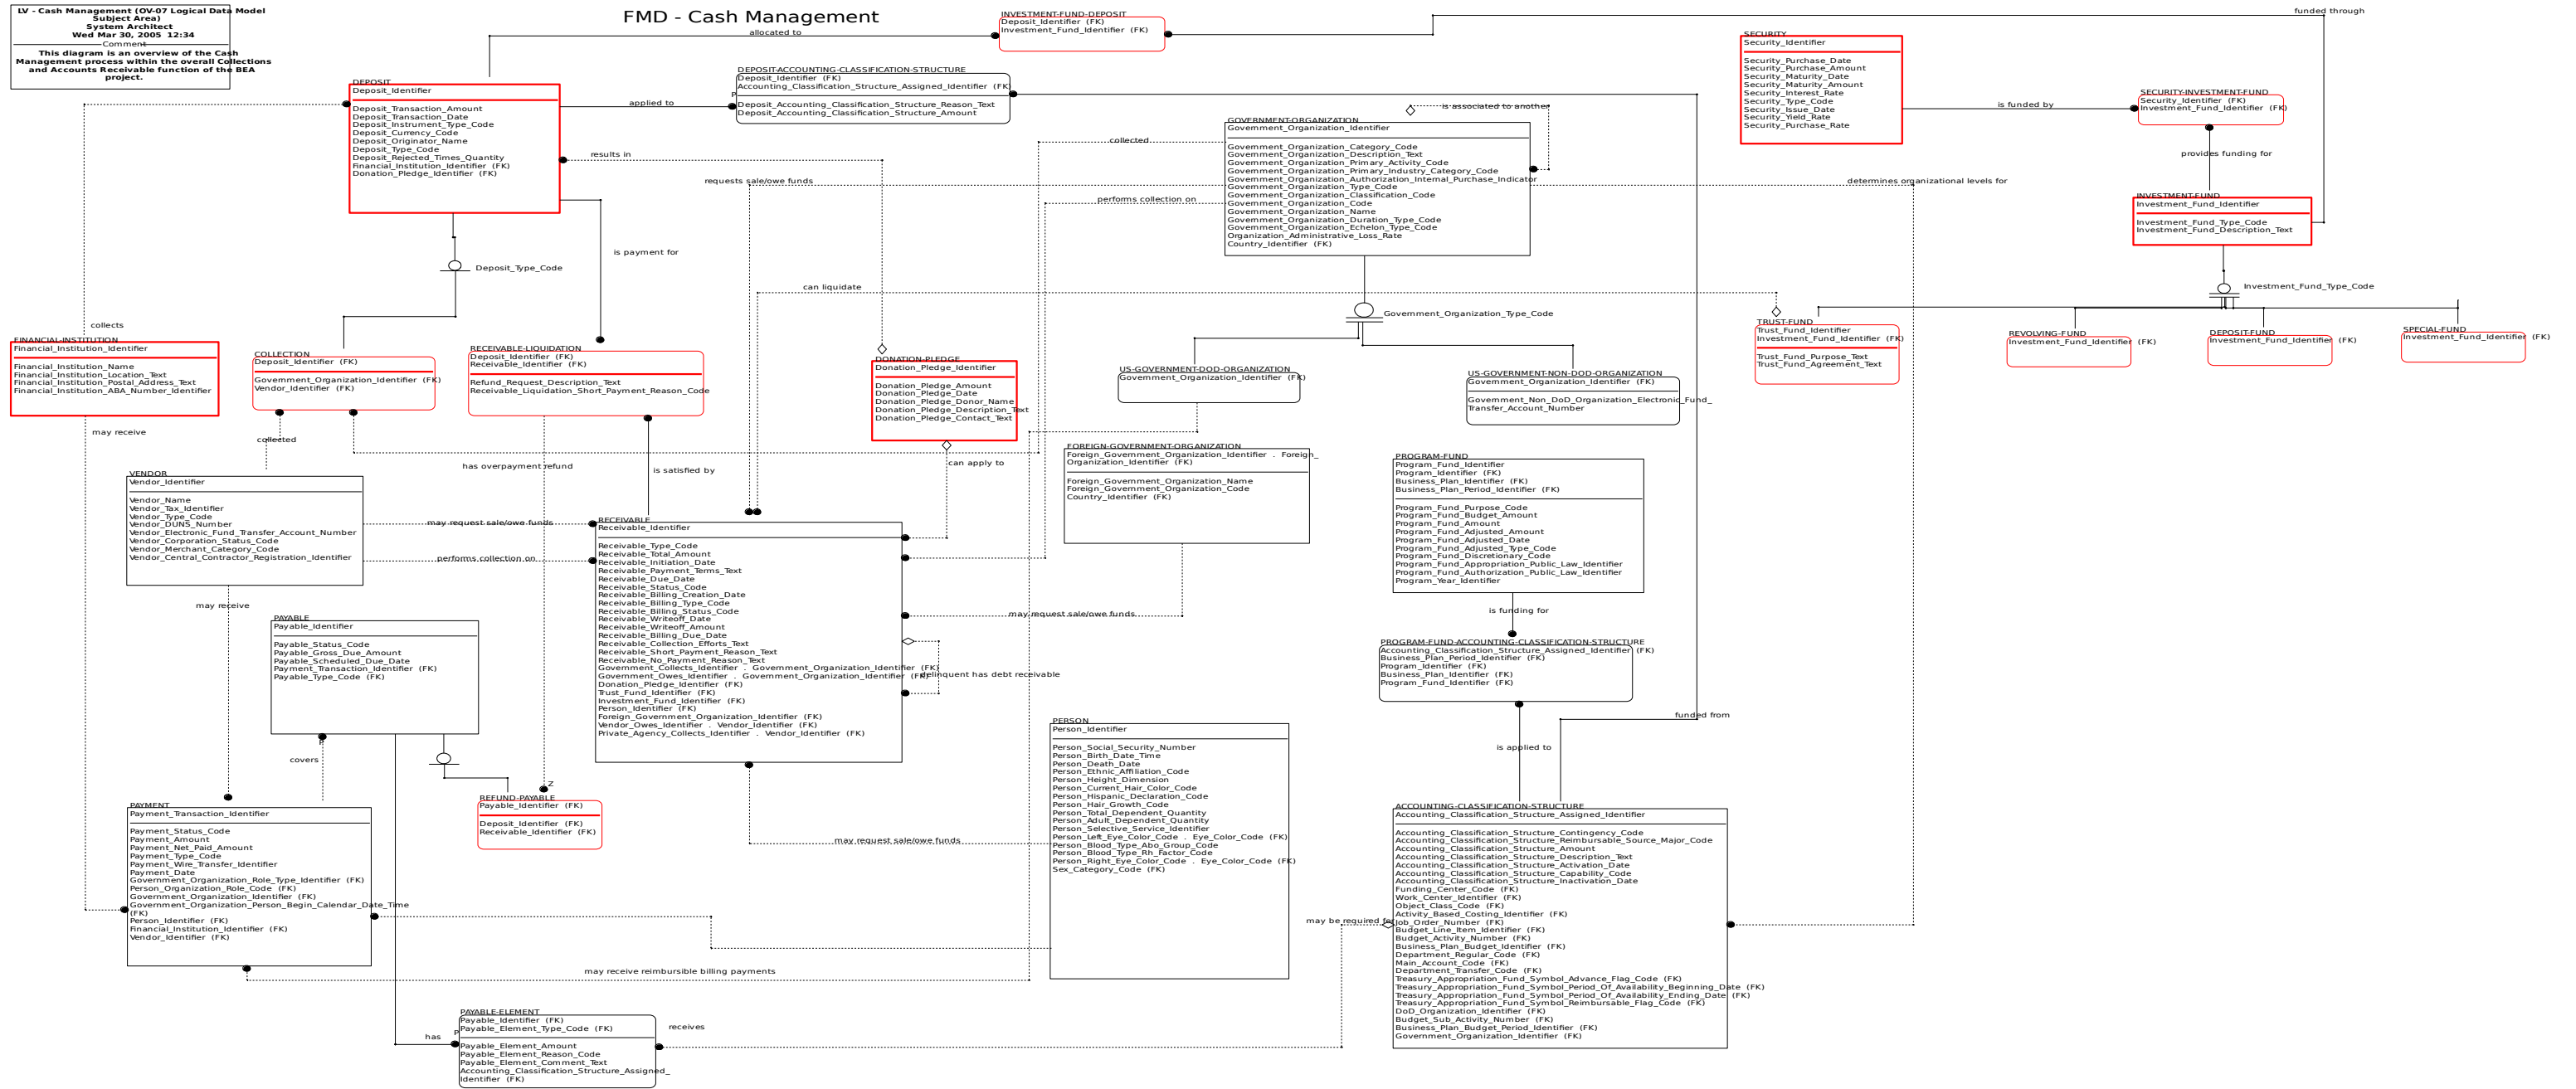 LV - Cash Management (OV-07 Logical Data Model
Subject Area)
System Architect
Wed Mar 30, 2005 12:34
Comment
This diagram is an overview of the Cash
Management process within the overall Collections
and Accounts Receivable function of the BEA
project.
FMD - Cash Management
allocated to
INVESTMENT-FUND-DEPOSIT
Deposit_Identifier (FK)
Investment_Fund_Identifier (FK)
funded through
DEPOSIT
Deposit_Identifier
Deposit_Transaction_Amount
Deposit_Transaction_Date
Deposit_Instrument_Type_Code
Deposit_Currency_Code
Deposit_Originator_Name
Deposit_Type_Code
Deposit_Rejected_Times_Quantity
Financial_Institution_Identifier (FK)
Donation_Pledge_Identifier (FK)
applied to
P
DEPOSIT-ACCOUNTING-CLASSIFICATION-STRUCTURE
Deposit_Identifier (FK)
Accounting_Classification_Structure_Assigned_Identifier (FK)
Deposit_Accounting_Classification_Structure_Reason_Text
Deposit_Accounting_Classification_Structure_Amount
results in
requests sale/owe funds
collected
performs collection on
is associated to another
GOVERNMENT-ORGANIZATION
Government_Organization_Identifier
Government_Organization_Category_Code
Government_Organization_Description_Text
Government_Organization_Primary_Activity_Code
Government_Organization_Primary_Industry_Category_Code
Government_Organization_Authorization_Internal_Purchase_Indicator
Government_Organization_Type_Code
Government_Organization_Classification_Code
Government_Organization_Code
Government_Organization_Name
Government_Organization_Duration_Type_Code
Government_Organization_Echelon_Type_Code
Organization_Administrative_Loss_Rate
Country_Identifier (FK)
SECURITY
Security_Identifier
Security_Purchase_Date
Security_Purchase_Amount
Security_Maturity_Date
Security_Maturity_Amount
Security_Interest_Rate
Security_Type_Code
Security_Issue_Date
Security_Yield_Rate
Security_Purchase_Rate
is funded by
SECURITY-INVESTMENT-FUND
Security_Identifier (FK)
Investment_Fund_Identifier (FK)
provides funding for
determines organizational levels for
INVESTMENT-FUND
Investment_Fund_Identifier
Investment_Fund_Type_Code
Investment_Fund_Description_Text
is payment for
Deposit_Type_Code
can liquidate
Government_Organization_Type_Code
Investment_Fund_Type_Code
TRUST-FUND
Trust_Fund_Identifier
Investment_Fund_Identifier (FK)
Trust_Fund_Purpose_Text
Trust_Fund_Agreement_Text
REVOLVING-FUND
Investment_Fund_Identifier (FK)
DEPOSIT-FUND
Investment_Fund_Identifier (FK)
SPECIAL-FUND
Investment_Fund_Identifier (FK)
collects
FINANCIAL-INSTITUTION
Financial_Institution_Identifier
Financial_Institution_Name
Financial_Institution_Location_Text
Financial_Institution_Postal_Address_Text
Financial_Institution_ABA_Number_Identifier
COLLECTION
Deposit_Identifier (FK)
Government_Organization_Identifier (FK)
Vendor_Identifier (FK)
RECEIVABLE-LIQUIDATION
Deposit_Identifier (FK)
Receivable_Identifier (FK)
Refund_Request_Description_Text
Receivable_Liquidation_Short_Payment_Reason_Code
DONATION-PLEDGE
Donation_Pledge_Identifier
Donation_Pledge_Amount
Donation_Pledge_Date
Donation_Pledge_Donor_Name
Donation_Pledge_Description_Text
Donation_Pledge_Contact_Text
US-GOVERNMENT-DOD-ORGANIZATION
Government_Organization_Identifier (FK)
US-GOVERNMENT-NON-DOD-ORGANIZATION
Government_Organization_Identifier (FK)
Government_Non_DoD_Organization_Electronic_Fund_
Transfer_Account_Number
may receive
collected
has overpayment refund
is satisfied by
can apply to
FOREIGN-GOVERNMENT-ORGANIZATION
Foreign_Government_Organization_Identifier . Foreign_
Organization_Identifier (FK)
Foreign_Government_Organization_Name
Foreign_Government_Organization_Code
Country_Identifier (FK)
PROGRAM-FUND
Program_Fund_Identifier
Program_Identifier (FK)
Business_Plan_Identifier (FK)
Business_Plan_Period_Identifier (FK)
Program_Fund_Purpose_Code
Program_Fund_Budget_Amount
Program_Fund_Amount
Program_Fund_Adjusted_Amount
Program_Fund_Adjusted_Date
Program_Fund_Adjusted_Type_Code
Program_Fund_Discretionary_Code
Program_Fund_Appropriation_Public_Law_Identifier
Program_Fund_Authorization_Public_Law_Identifier
Program_Year_Identifier
VENDOR
Vendor_Identifier
Vendor_Name
Vendor_Tax_Identifier
Vendor_Type_Code
Vendor_DUNS_Number
Vendor_Electronic_Fund_Transfer_Account_Number
Vendor_Corporation_Status_Code
Vendor_Merchant_Category_Code
Vendor_Central_Contractor_Registration_Identifier
may request sale/owe funds
performs collection on
RECEIVABLE
Receivable_Identifier
Receivable_Type_Code
Receivable_Total_Amount
Receivable_Initiation_Date
Receivable_Payment_Terms_Text
Receivable_Due_Date
Receivable_Status_Code
Receivable_Billing_Creation_Date
Receivable_Billing_Type_Code
Receivable_Billing_Status_Code
Receivable_Writeoff_Date
Receivable_Writeoff_Amount
Receivable_Billing_Due_Date
Receivable_Collection_Efforts_Text
Receivable_Short_Payment_Reason_Text
Receivable_No_Payment_Reason_Text
Government_Collects_Identifier . Government_Organization_Identifier (FK)
Government_Owes_Identifier . Government_Organization_Identifier (FK)
Donation_Pledge_Identifier (FK)
Trust_Fund_Identifier (FK)
Investment_Fund_Identifier (FK)
Person_Identifier (FK)
Foreign_Government_Organization_Identifier (FK)
Vendor_Owes_Identifier . Vendor_Identifier (FK)
Private_Agency_Collects_Identifier . Vendor_Identifier (FK)
may request sale/owe funds
delinquent has debt receivable
is funding for
PROGRAM-FUND-ACCOUNTING-CLASSIFICATION-STRUCTURE
Accounting_Classification_Structure_Assigned_Identifier (FK)
Business_Plan_Period_Identifier (FK)
Program_Identifier (FK)
Business_Plan_Identifier (FK)
Program_Fund_Identifier (FK)
funded from
is applied to
may receive
PAYABLE
Payable_Identifier
Payable_Status_Code
Payable_Gross_Due_Amount
Payable_Scheduled_Due_Date
Payment_Transaction_Identifier (FK)
Payable_Type_Code (FK)
P
covers
Z
REFUND-PAYABLE
Payable_Identifier (FK)
Deposit_Identifier (FK)
Receivable_Identifier (FK)
PERSON
Person_Identifier
Person_Social_Security_Number
Person_Birth_Date_Time
Person_Death_Date
Person_Ethnic_Affiliation_Code
Person_Height_Dimension
Person_Current_Hair_Color_Code
Person_Hispanic_Declaration_Code
Person_Hair_Growth_Code
Person_Total_Dependent_Quantity
Person_Adult_Dependent_Quantity
Person_Selective_Service_Identifier
Person_Left_Eye_Color_Code . Eye_Color_Code (FK)
Person_Blood_Type_Abo_Group_Code
Person_Blood_Type_Rh_Factor_Code
Person_Right_Eye_Color_Code . Eye_Color_Code (FK)
Sex_Category_Code (FK)
may request sale/owe funds
PAYMENT
Payment_Transaction_Identifier
Payment_Status_Code
Payment_Amount
Payment_Net_Paid_Amount
Payment_Type_Code
Payment_Wire_Transfer_Identifier
Payment_Date
Government_Organization_Role_Type_Identifier (FK)
Person_Organization_Role_Code (FK)
Government_Organization_Identifier (FK)
Government_Organization_Person_Begin_Calendar_Date_Time
(FK)
Person_Identifier (FK)
Financial_Institution_Identifier (FK)
Vendor_Identifier (FK)
ACCOUNTING-CLASSIFICATION-STRUCTURE
Accounting_Classification_Structure_Assigned_Identifier
Accounting_Classification_Structure_Contingency_Code
Accounting_Classification_Structure_Reimbursable_Source_Major_Code
Accounting_Classification_Structure_Amount
Accounting_Classification_Structure_Description_Text
Accounting_Classification_Structure_Activation_Date
Accounting_Classification_Structure_Capability_Code
Accounting_Classification_Structure_Inactivation_Date
Funding_Center_Code (FK)
Work_Center_Identifier (FK)
Object_Class_Code (FK)
Activity_Based_Costing_Identifier (FK)
Job_Order_Number (FK)
Budget_Line_Item_Identifier (FK)
Budget_Activity_Number (FK)
Business_Plan_Budget_Identifier (FK)
Department_Regular_Code (FK)
Main_Account_Code (FK)
Department_Transfer_Code (FK)
Treasury_Appropriation_Fund_Symbol_Advance_Flag_Code (FK)
Treasury_Appropriation_Fund_Symbol_Period_Of_Availability_Beginning_Date (FK)
Treasury_Appropriation_Fund_Symbol_Period_Of_Availability_Ending_Date (FK)
Treasury_Appropriation_Fund_Symbol_Reimbursable_Flag_Code (FK)
DoD_Organization_Identifier (FK)
Budget_Sub_Activity_Number (FK)
Business_Plan_Budget_Period_Identifier (FK)
Government_Organization_Identifier (FK)
may be required for
may receive reimbursible billing payments
has
P
PAYABLE-ELEMENT
Payable_Identifier (FK)
Payable_Element_Type_Code (FK)
Payable_Element_Amount
Payable_Element_Reason_Code
Payable_Element_Comment_Text
Accounting_Classification_Structure_Assigned_
Identifier (FK)
receives